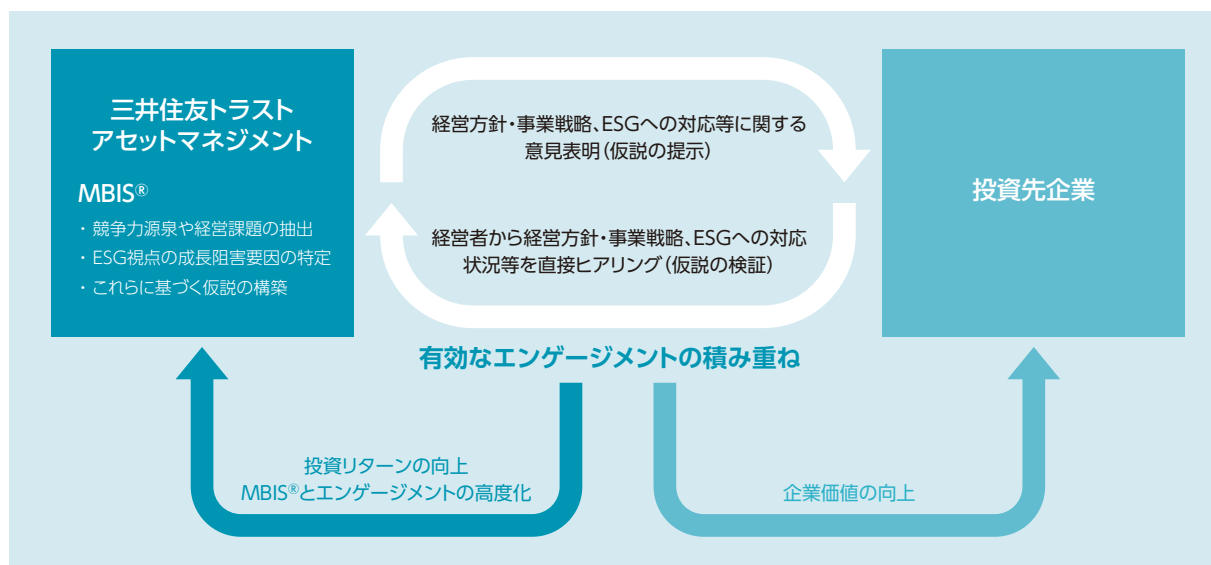 三井住友トラスト
アセットマネジメント
MBIS®
・ 競争力源泉や経営課題の抽出
・ ESG視点の成長阻害要因の特定
・ これらに基づく仮説の構築
経営方針・事業戦略、ESGへの対応等に関する
意見表明（仮説の提示）
経営者から経営方針・事業戦略、ESGへの対応
状況等を直接ヒアリング（仮説の検証）
投資先企業
有効なエンゲージメントの積み重ね
投資リターンの向上
MBIS®とエンゲージメントの高度化
企業価値の向上